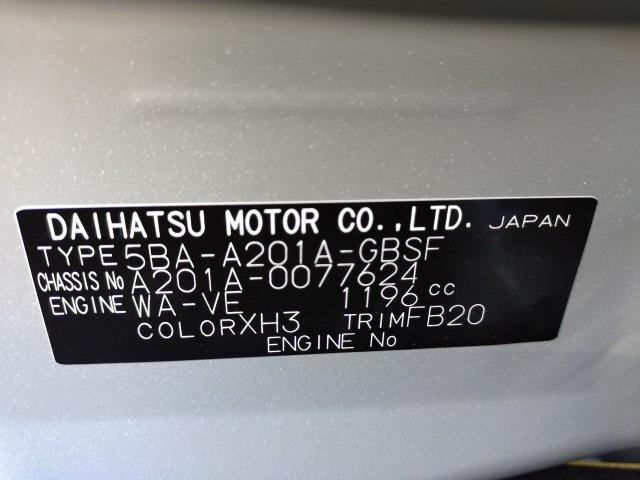 DAIHATSU MOTOR CO.,LTD. JAPAN
TYPE 5BA-A201A-GBSF
CHASSIS No A201A-0077624
ENGINE WA-VE 1196 cc
COLOR XH3 TRIM FB20
ENGINE No